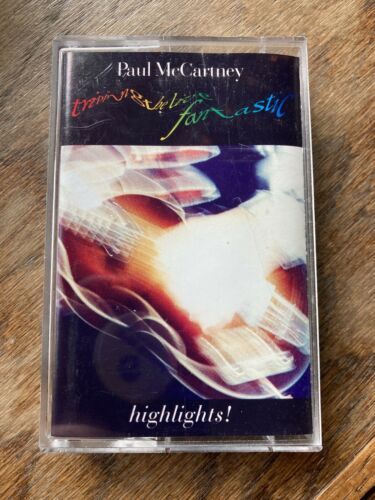 Paul McCartney
tripping the live
fantastic
highlights!